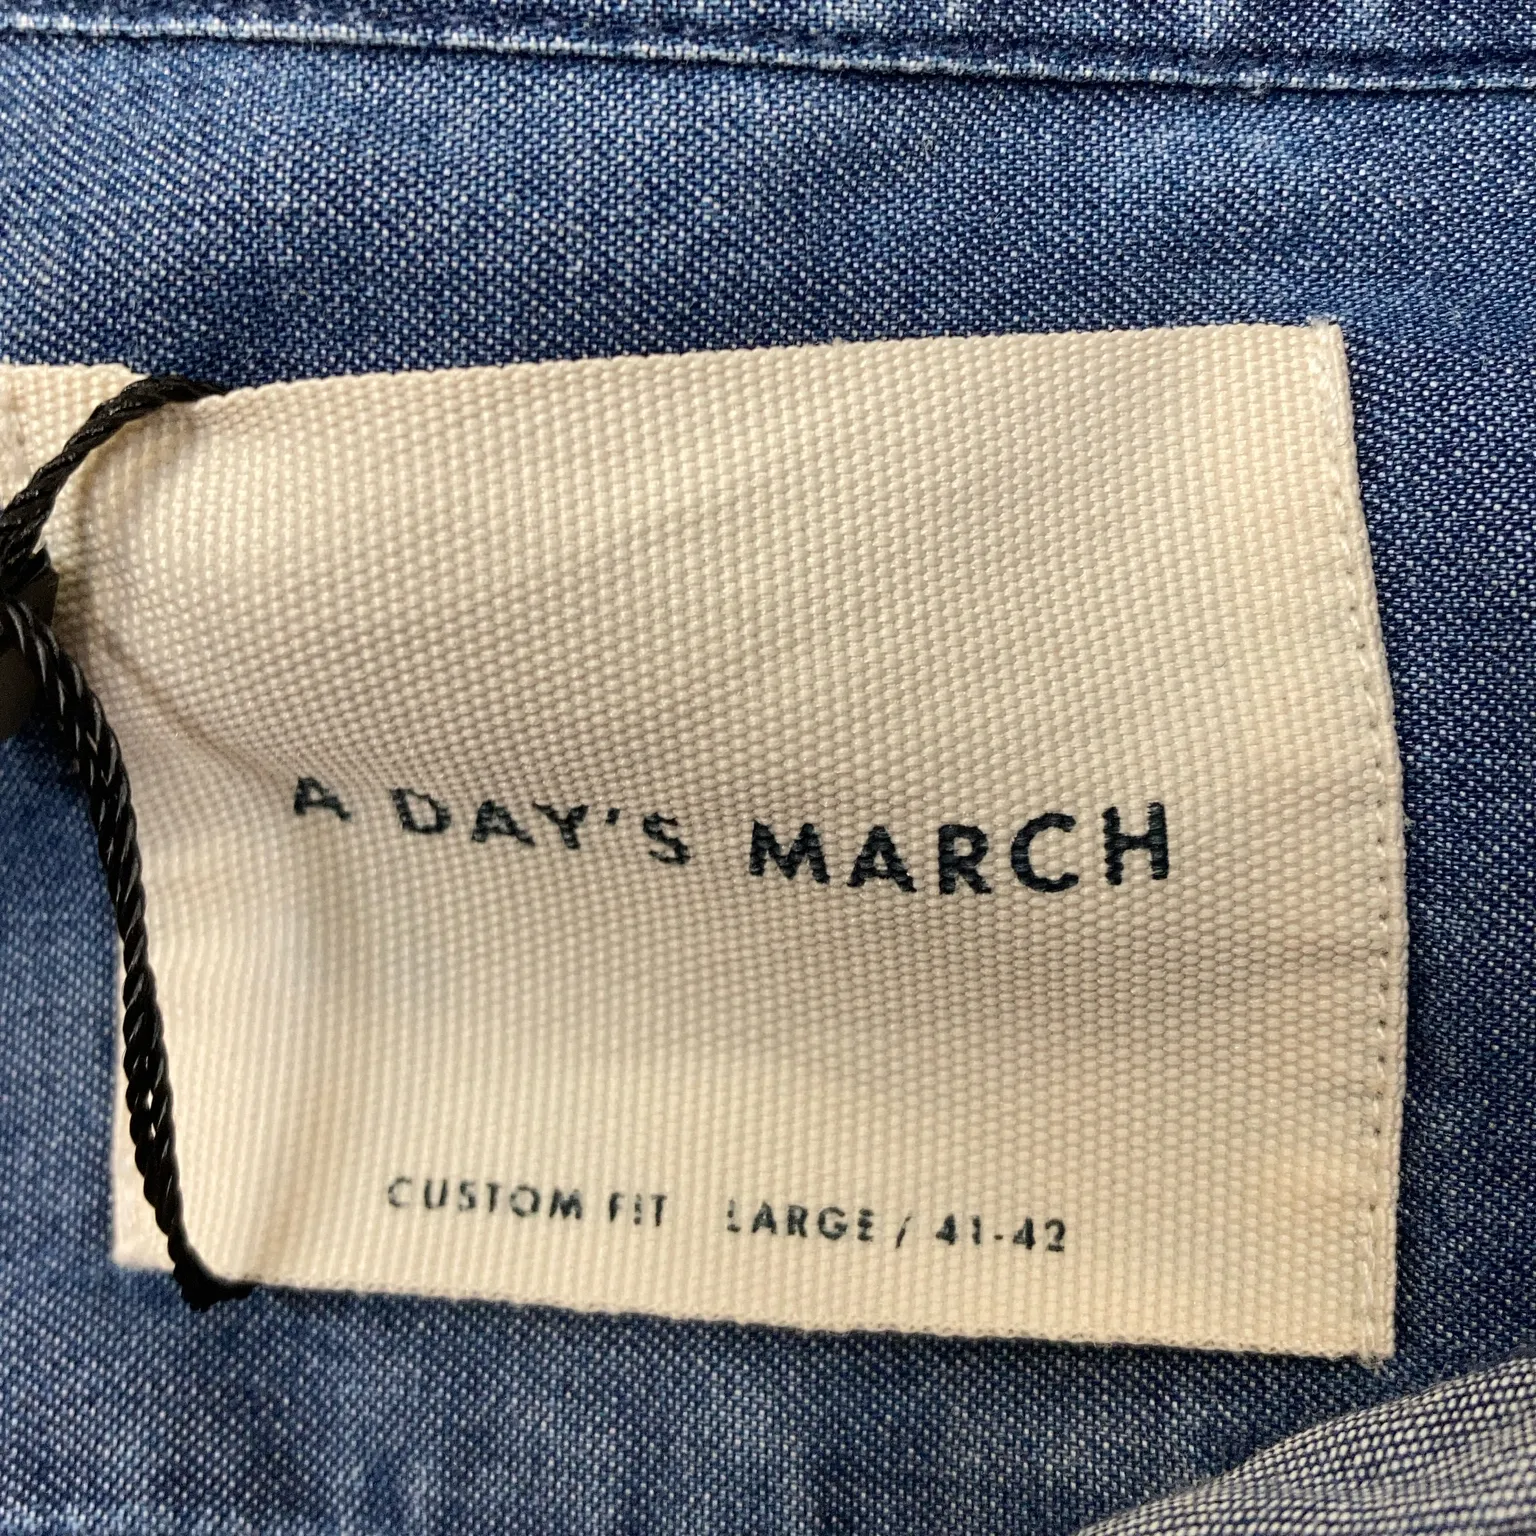 A DAY'S MARCH
CUSTOM FIT LARGE / 41-42